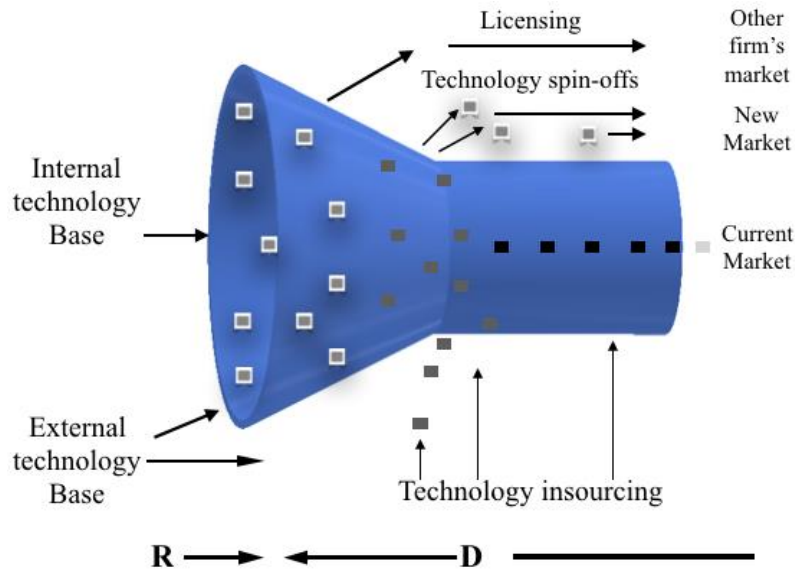 Licensing
Other
firm's
market
Technology spin-offs
New
Market
Internal
technology
Base
Current
Market
External
technology
Base
Technology insourcing
R
D